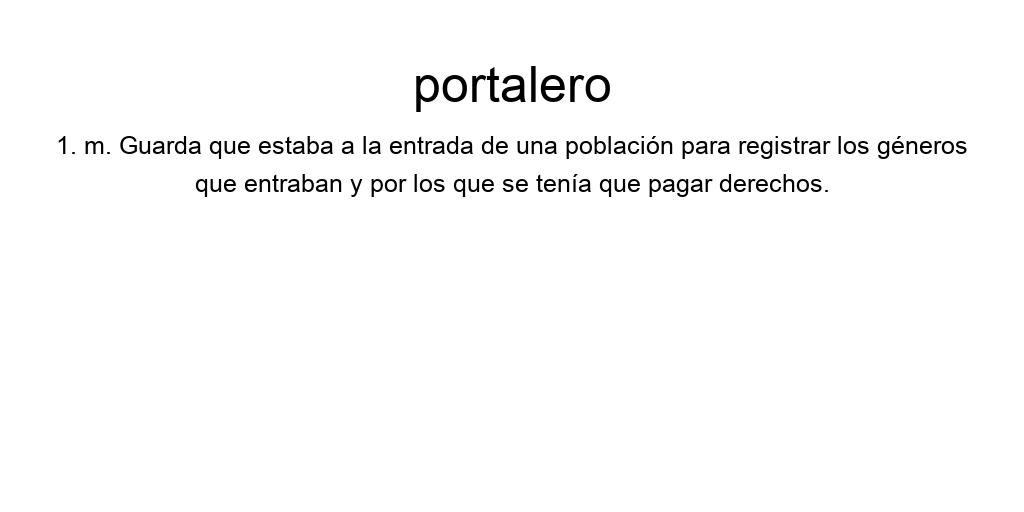 portalero
1. m. Guarda que estaba a la entrada de una población para registrar los géneros
que entraban y por los que se tenía que pagar derechos.